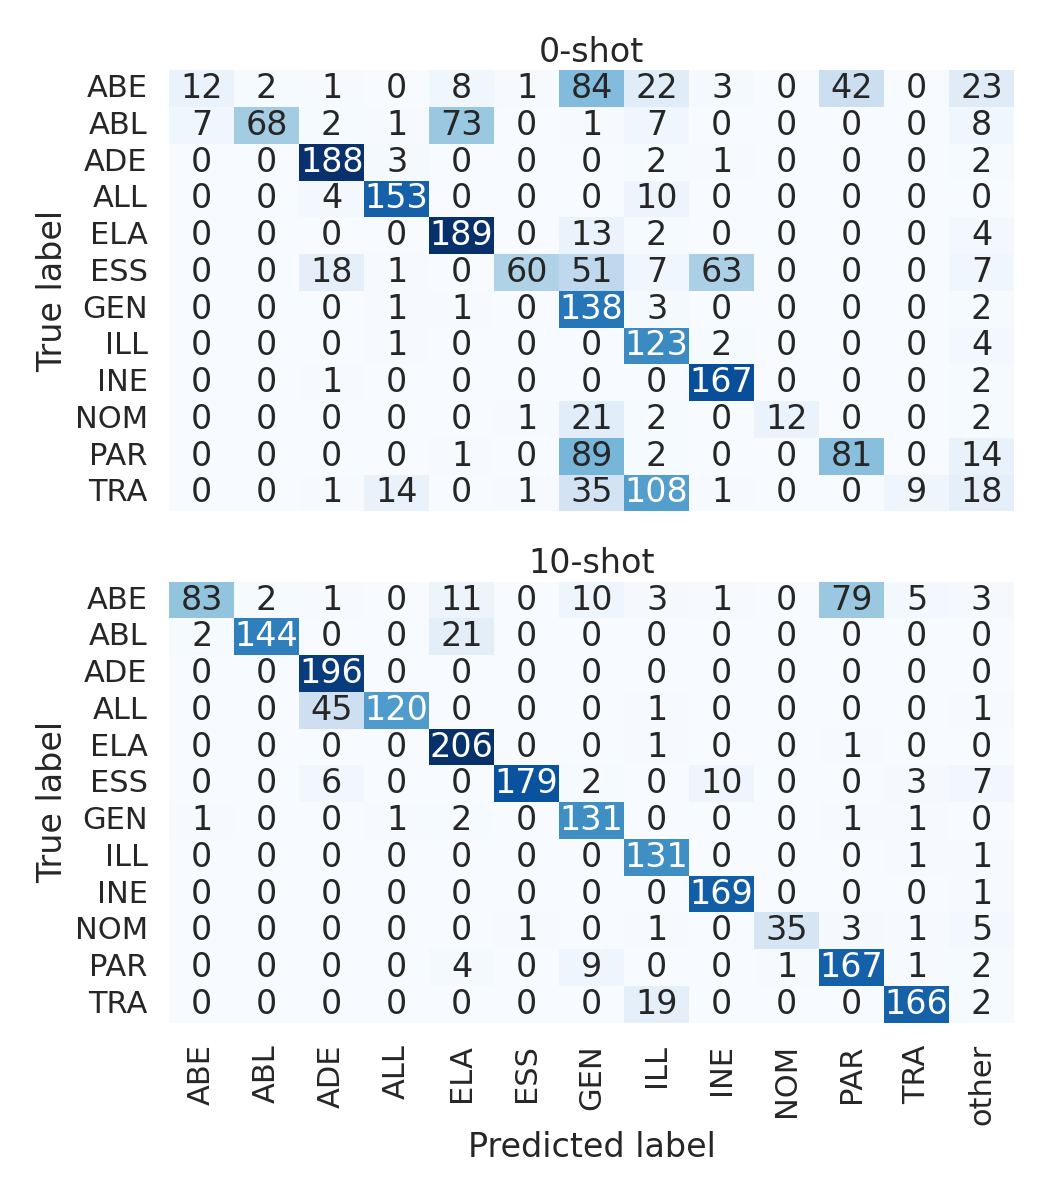 0-shot
True label
ABE 12 2 1 0 8 1 84 22 3 0 42 0 23
ABL 7 68 2 1 73 0 1 7 0 0 0 0 8
ADE 0 0 188 3 0 0 0 2 1 0 0 0 2
ALL 0 0 4 153 0 0 0 10 0 0 0 0 0
ELA 0 0 0 0 189 0 13 2 0 0 0 0 4
ESS 0 0 18 1 0 60 51 7 63 0 0 0 7
GEN 0 0 0 1 1 0 138 3 0 0 0 0 2
ILL 0 0 0 1 0 0 0 123 2 0 0 0 4
INE 0 0 1 0 0 0 0 0 167 0 0 0 2
NOM 0 0 0 0 0 1 21 2 0 12 0 0 2
PAR 0 0 0 0 1 0 89 2 0 0 81 0 14
TRA 0 0 1 14 0 1 35 108 1 0 0 9 18
10-shot
True label
ABE 83 2 1 0 11 0 10 3 1 0 79 5 3
ABL 2 144 0 0 21 0 0 0 0 0 0 0 0
ADE 0 0 196 0 0 0 0 0 0 0 0 0 0
ALL 0 0 45 120 0 0 0 1 0 0 0 0 1
ELA 0 0 0 0 206 0 0 1 0 0 1 0 0
ESS 0 0 6 0 0 179 2 0 10 0 0 3 7
GEN 1 0 0 1 2 0 131 0 0 0 1 1 0
ILL 0 0 0 0 0 0 0 131 0 0 0 1 1
INE 0 0 0 0 0 0 0 0 169 0 0 0 1
NOM 0 0 0 0 0 1 0 1 0 35 3 1 5
PAR 0 0 0 0 4 0 9 0 0 1 167 1 2
TRA 0 0 0 0 0 0 0 19 0 0 0 166 2
ABE ABL ADE ALL ELA ESS GEN ILL INE NOM PAR TRA other
Predicted label